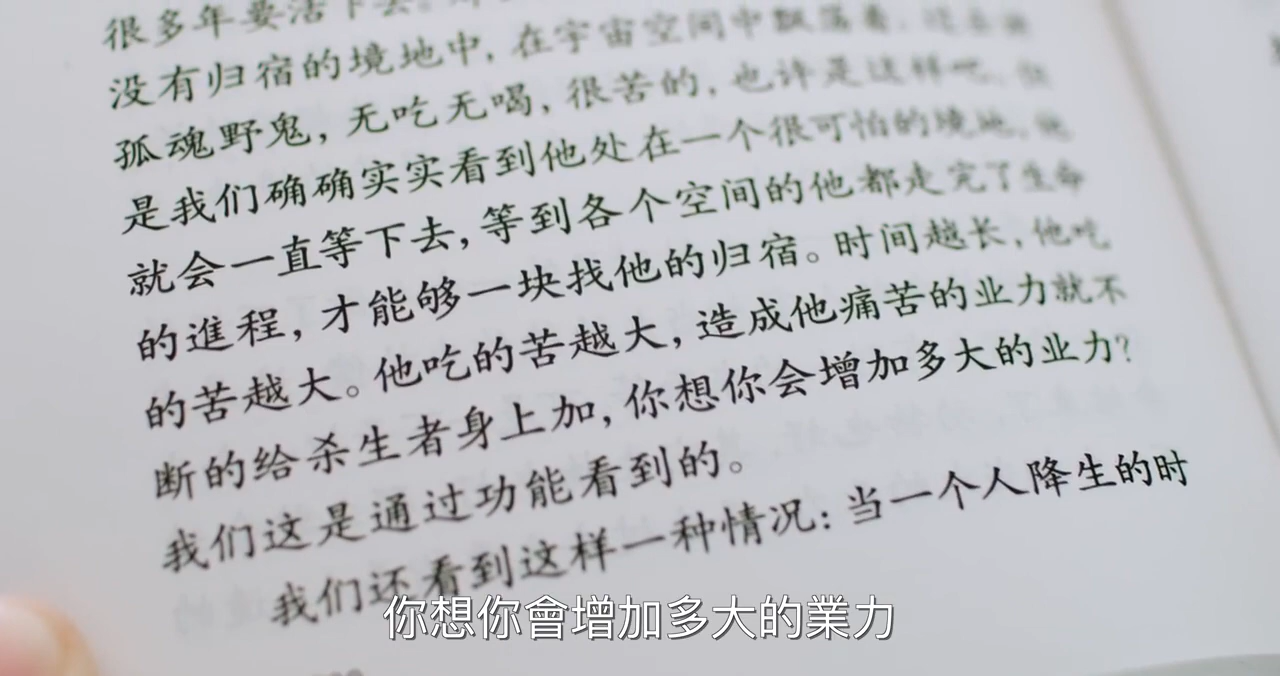 很多年要活下去。
没有归宿的境地中，在宇宙空间中飘荡着，
孤魂野鬼，无吃无喝，很苦的，也许是这样吧。但
是我们确确实实看到他处在一个很可怕的境地，他
就会一直等下去，等到各个空间的他都走完了生命
的進程，才能够一块找他的归宿。时间越长，他吃
的苦越大。他吃的苦越大，造成他痛苦的业力就不
断的给杀生者身上加，你想你会增加多大的业力？
我们这是通过功能看到的。
我们还看到这样一种情况：当一个人降生的时
你想你會增加多大的業力